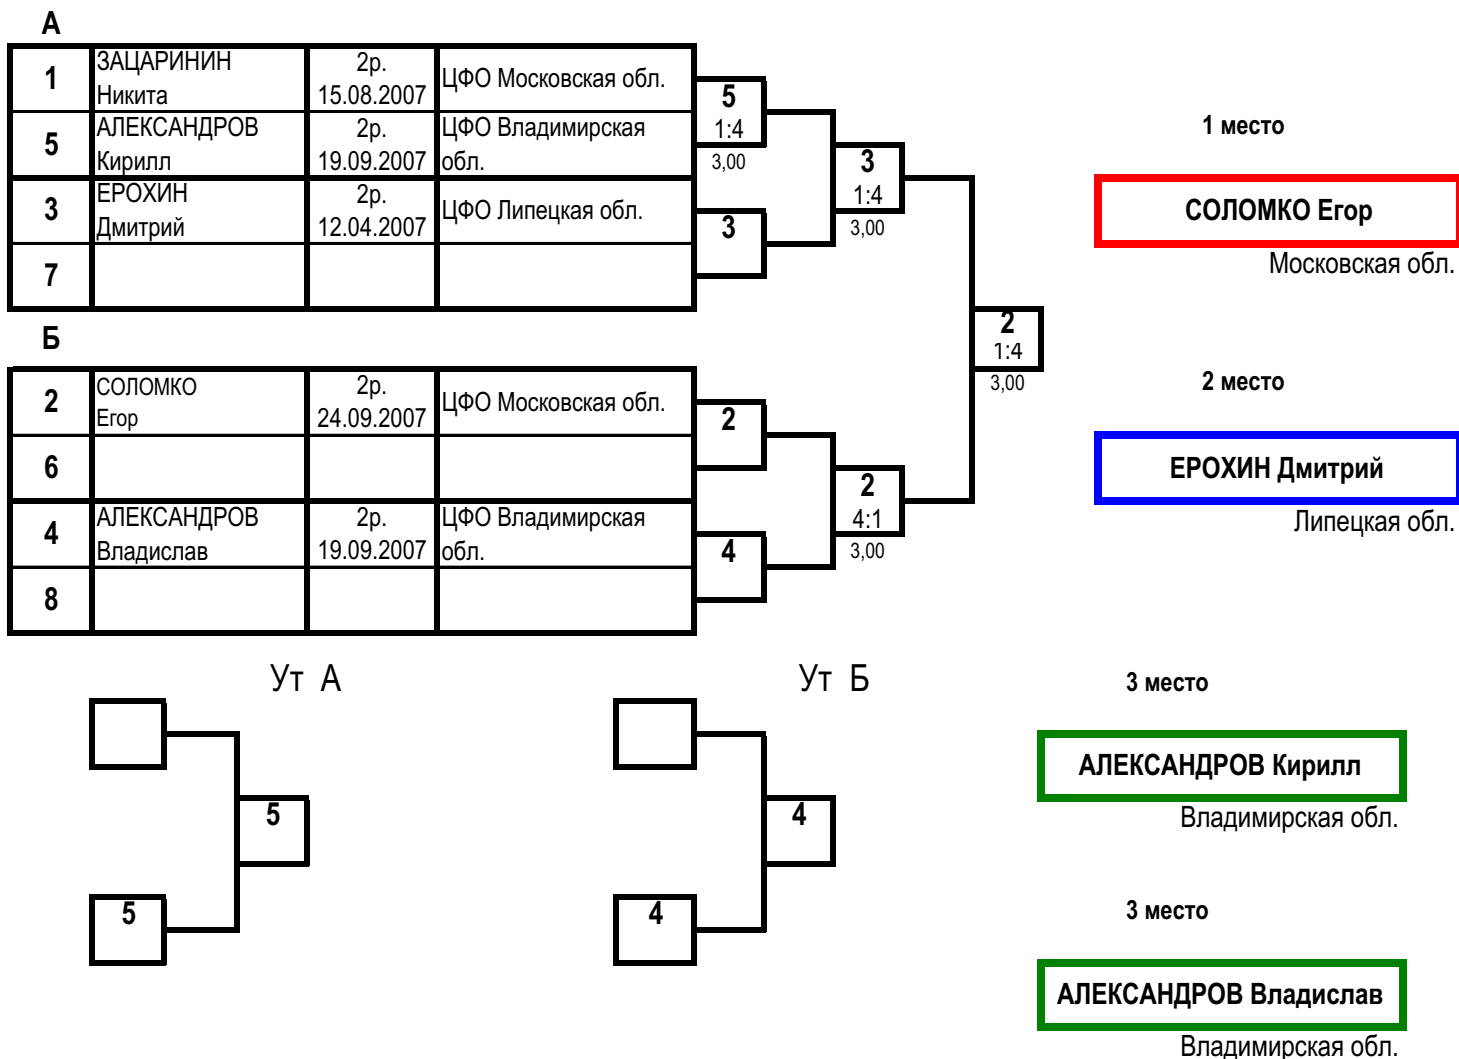 А
1
ЗАЦАРИНИН
Никита
2р.
15.08.2007
ЦФО Московская обл.
5
АЛЕКСАНДРОВ
Кирилл
2р.
19.09.2007
ЦФО Владимирская
обл.
3
ЕРОХИН
Дмитрий
2р.
12.04.2007
ЦФО Липецкая обл.
7
5
1:4
3,00
3
3
1:4
3,00
Б
2
СОЛОМКО
Егор
2р.
24.09.2007
ЦФО Московская обл.
6
4
АЛЕКСАНДРОВ
Владислав
2р.
19.09.2007
ЦФО Владимирская
обл.
8
2
4
2
4:1
3,00
2
1:4
3,00
1 место
СОЛОМКО Егор
Московская обл.
2 место
ЕРОХИН Дмитрий
Липецкая обл.
Ут А
5
5
Ут Б
4
4
3 место
АЛЕКСАНДРОВ Кирилл
Владимирская обл.
3 место
АЛЕКСАНДРОВ Владислав
Владимирская обл.